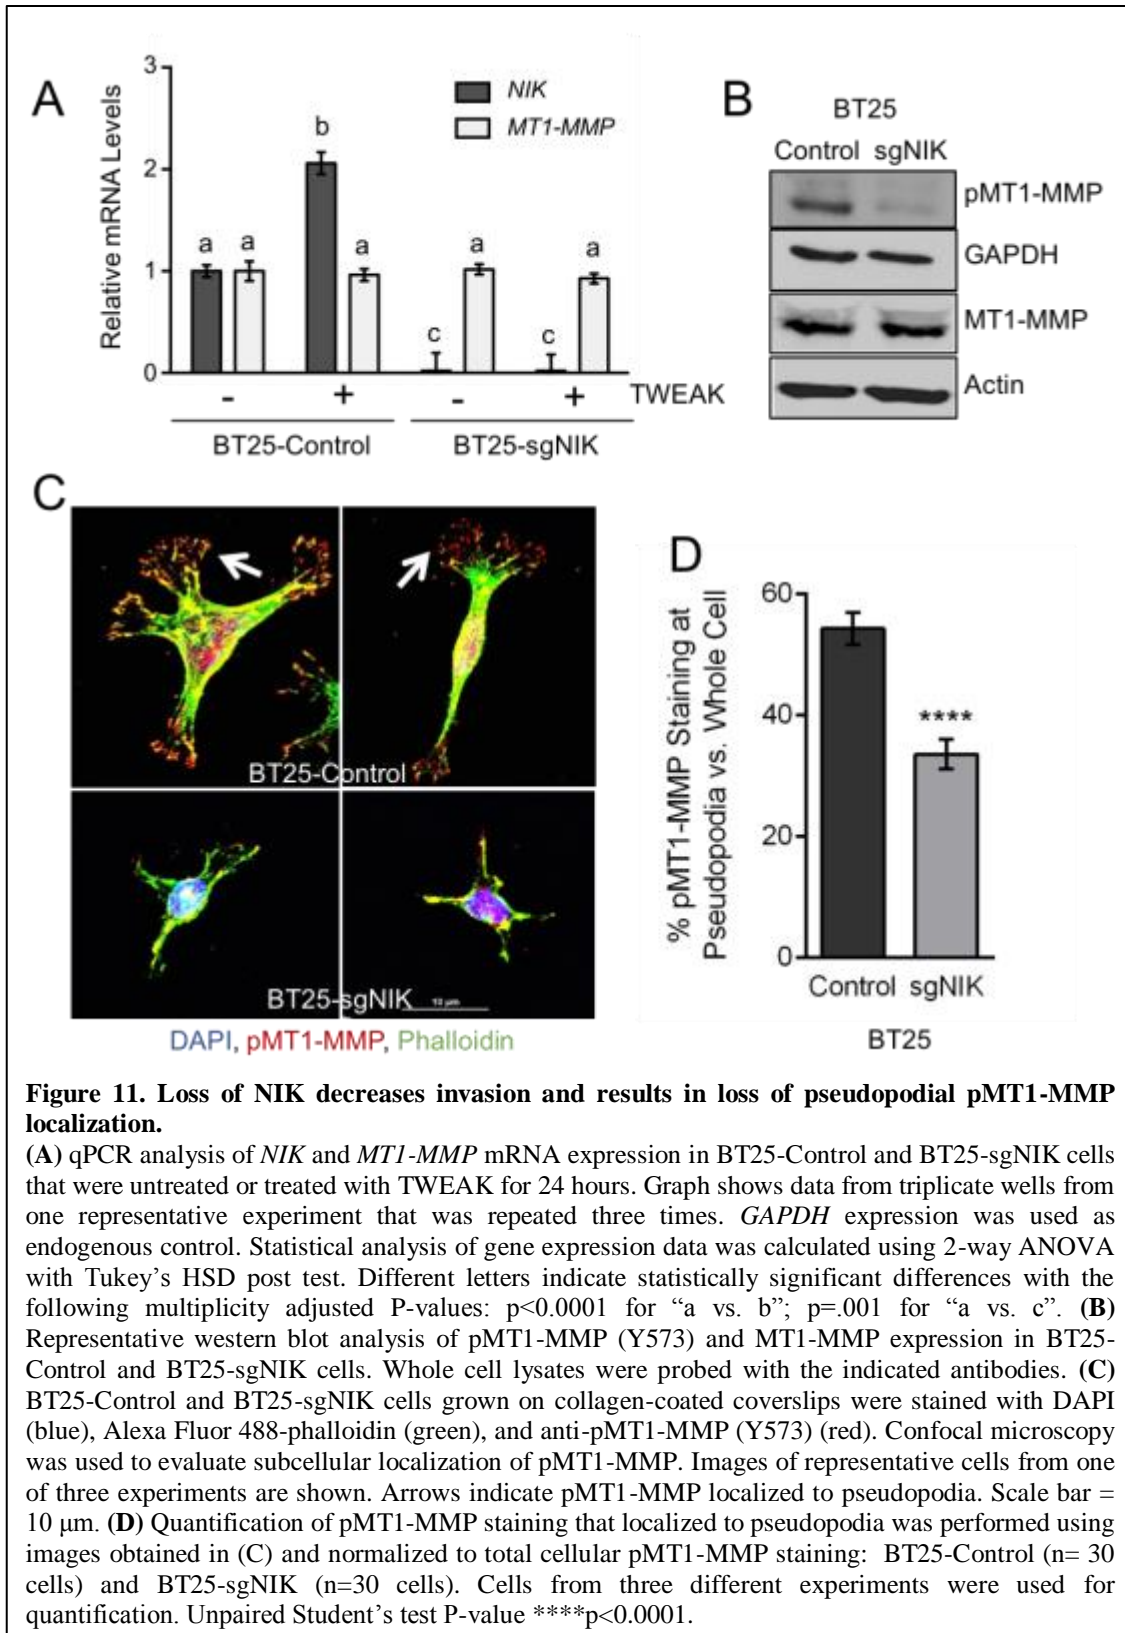 A
Relative mRNA Levels
3
2
1
0
NIK
MT1-MMP
a
a
b
a
c
a
c
a
-
+
-
+
TWEAK
BT25-Control
BT25-sgNIK
B
BT25
Control sgNIK
pMT1-MMP
GAPDH
MT1-MMP
Actin
C
BT25-Control
BT25-sgNIK
10 μm
DAPI, pMT1-MMP, Phalloidin
D
% pMT1-MMP Staining at
Pseudopodia vs. Whole Cell
60
40
20
0
****
Control sgNIK
BT25
Figure 11. Loss of NIK decreases invasion and results in loss of pseudopodial pMT1-MMP
localization.
(A) qPCR analysis of NIK and MT1-MMP mRNA expression in BT25-Control and BT25-sgNIK cells
that were untreated or treated with TWEAK for 24 hours. Graph shows data from triplicate wells from
one representative experiment that was repeated three times. GAPDH expression was used as
endogenous control. Statistical analysis of gene expression data was calculated using 2-way ANOVA
with Tukey's HSD post test. Different letters indicate statistically significant differences with the
following multiplicity adjusted P-values: p<0.0001 for “a vs. b”; p=.001 for “a vs. c”. (B)
Representative western blot analysis of pMT1-MMP (Y573) and MT1-MMP expression in BT25-
Control and BT25-sgNIK cells. Whole cell lysates were probed with the indicated antibodies. (C)
BT25-Control and BT25-sgNIK cells grown on collagen-coated coverslips were stained with DAPI
(blue), Alexa Fluor 488-phalloidin (green), and anti-pMT1-MMP (Y573) (red). Confocal microscopy
was used to evaluate subcellular localization of pMT1-MMP. Images of representative cells from one
of three experiments are shown. Arrows indicate pMT1-MMP localized to pseudopodia. Scale bar =
10 μm. (D) Quantification of pMT1-MMP staining that localized to pseudopodia was performed using
images obtained in (C) and normalized to total cellular pMT1-MMP staining: BT25-Control (n= 30
cells) and BT25-sgNIK (n=30 cells). Cells from three different experiments were used for
quantification. Unpaired Student's test P-value ****p<0.0001.